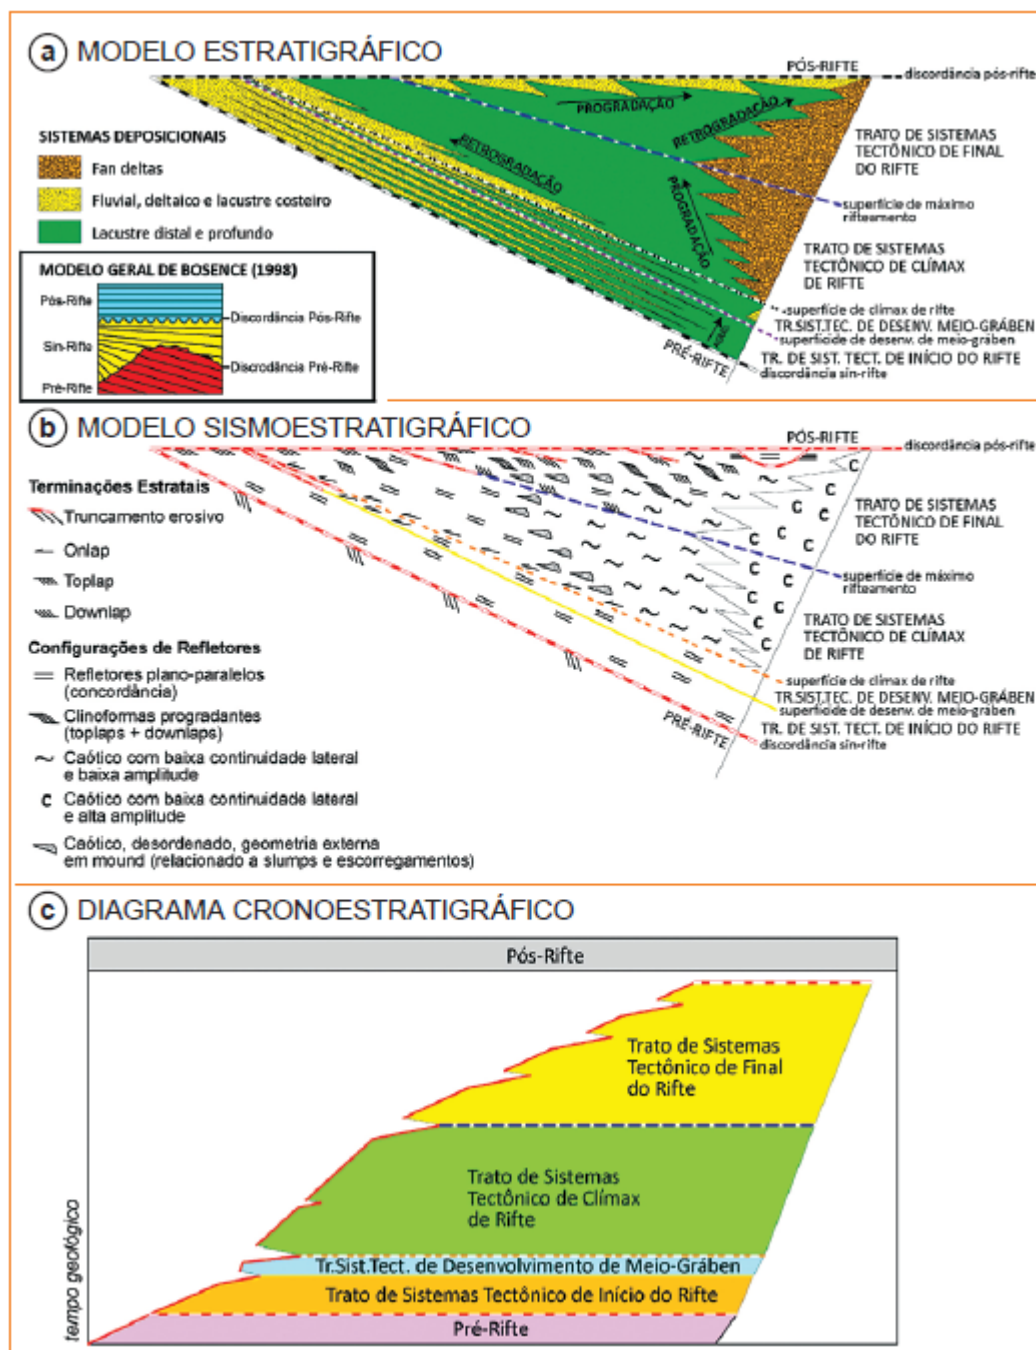 a MODELO ESTRATIGRÁFICO
PÓS-RIFTE
discordância pós-rifte
PROGRADAÇÃO
RETROGRADAÇÃO
SISTEMAS DEPOSICIONAIS
Fan deltas
Fluvial, deltaico e lacustre costeiro
Lacustre distal e profundo
RETROGRADAÇÃO
PROGRADAÇÃO
TRATO DE SISTEMAS
TECTÔNICO DE FINAL
DO RIFTE
superfície de máximo
rifteamento
TRATO DE SISTEMAS
TECTÔNICO DE CLÍMAX
DE RIFTE
superfície de clímax de rifte
TR.SIST.TEC. DE DESENV. MEIO-GRÁBEN
superfície de desenv. de meio-gráben
TR. DE SIST. TECT. DE INÍCIO DO RIFTE
discordância sin-rifte
PRÉ-RIFTE
MODELO GERAL DE BOSENCE (1998)
Pós-Rifte
Discordância Pós-Rifte
Sin-Rifte
Discrodância Pré-Rifte
Pré-Rifte
b MODELO SISMOESTRATIGRÁFICO
PÓS-RIFTE
discordância pós-rifte
Terminações Estratais
Truncamento erosivo
Onlap
Toplap
Downlap
Configurações de Refletores
Refletores plano-paralelos
(concordância)
Clinoformas progradantes
(toplaps + downlaps)
Caótico com baixa continuidade lateral
e baixa amplitude
C Caótico com baixa continuidade lateral
e alta amplitude
Caótico, desordenado, geometria externa
em mound (relacionado a slumps e escorregamentos)
TRATO DE SISTEMAS
TECTÔNICO DE FINAL
DO RIFTE
superfície de máximo
rifteamento
TRATO DE SISTEMAS
TECTÔNICO DE CLÍMAX
DE RIFTE
superfície de clímax de rifte
TR.SIST.TEC. DE DESENV. MEIO-GRÁBEN
superfície de desenv. de meio-gráben
TR. DE SIST. TECT. DE INÍCIO DO RIFTE
discordância sin-rifte
PRÉ-RIFTE
c DIAGRAMA CRONOESTRATIGRÁFICO
Pós-Rifte
Trato de Sistemas
Tectônico de Final
do Rifte
Trato de Sistemas
Tectônico de Clímax
de Rifte
Tr.Sist.Tect. de Desenvolvimento de Meio-Gráben
Trato de Sistemas Tectônico de Início do Rifte
Pré-Rifte
tempo geológico